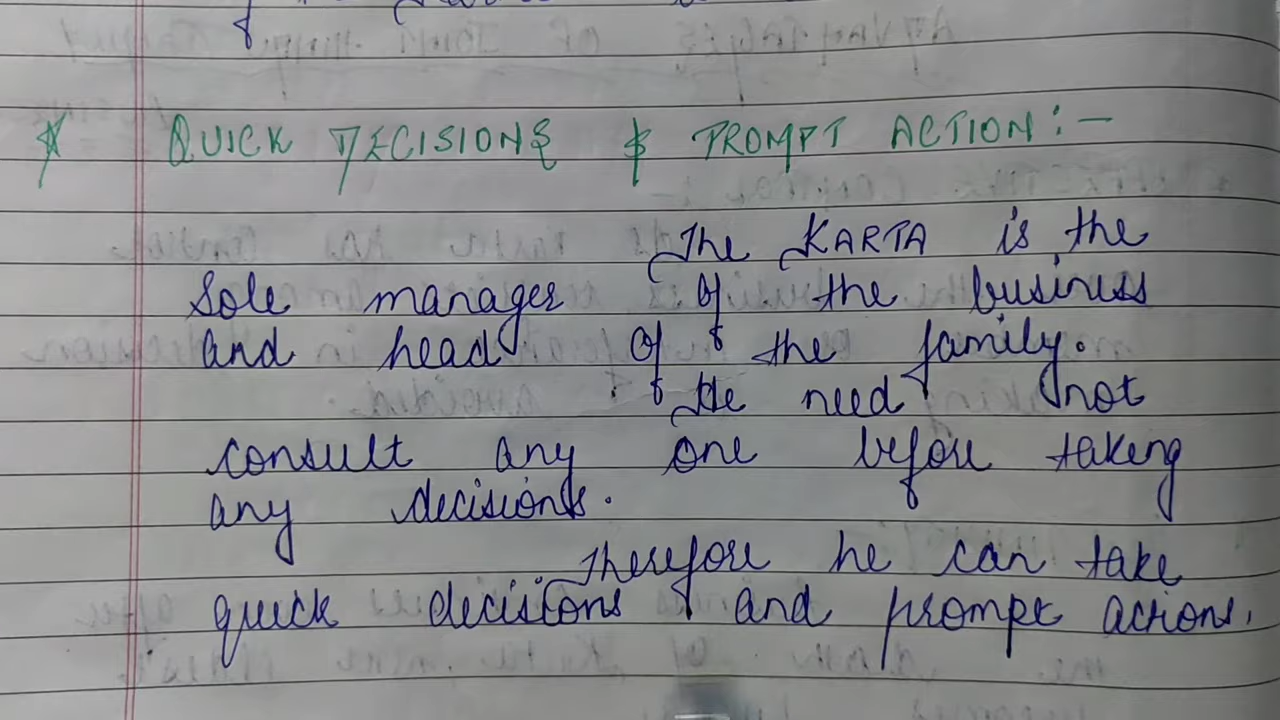 * QUICK DECISIONS & PROMPT ACTION :-
The KARTA is the
sole manager of the business
and head of the family.
He need not
consult any one before taking
any decisions.
Therefore he can take
quick decisions and prompt actions.